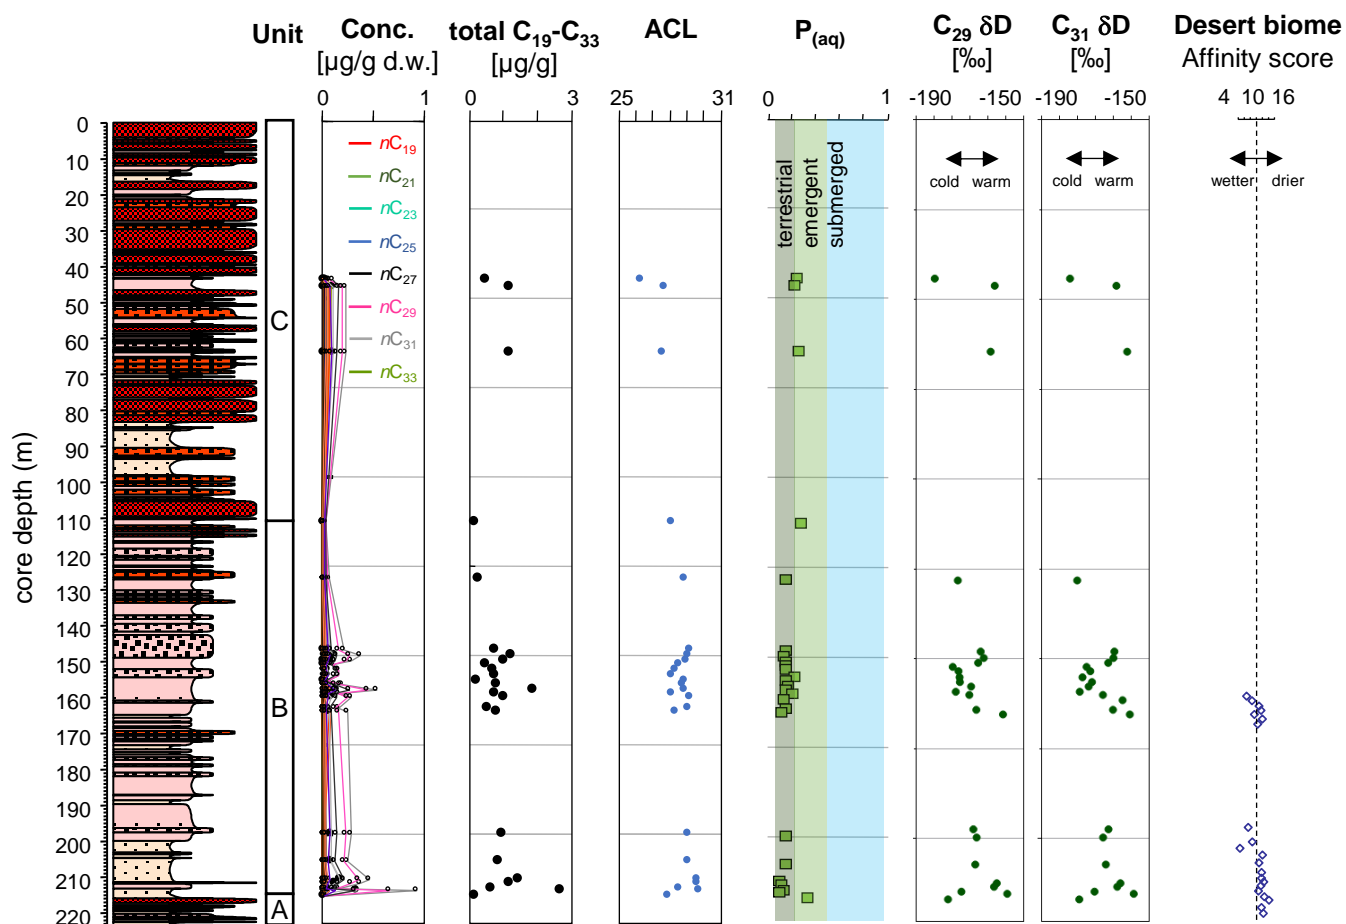 Unit
Conc.
[µg/g d.w.]
total C₁₉-C₃₃
[µg/g]
ACL
P₍aq₎
C₂₉ δD
[‰]
C₃₁ δD
[‰]
Desert biome
Affinity score
0 1
0 3
25 31
0 1
-190 -150
-190 -150
4 10 16
cold warm
cold warm
wetter drier
terrestrial
emergent
submerged
nC₁₉
nC₂₁
nC₂₃
nC₂₅
nC₂₇
nC₂₉
nC₃₁
nC₃₃
core depth (m)
0
10
20
30
40
50
60
70
80
90
100
110
120
130
140
150
160
170
180
190
200
210
220
C
B
A